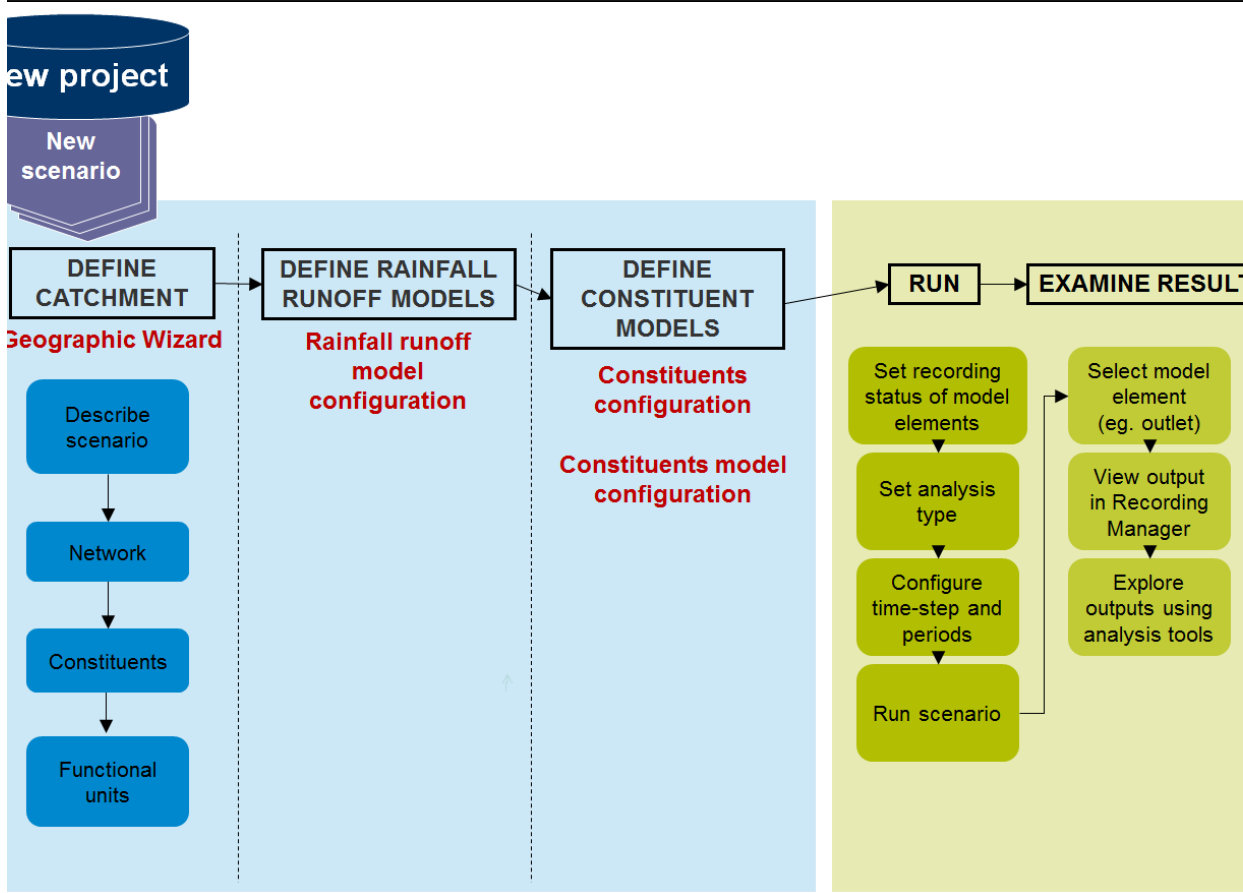 ew project
New
scenario
DEFINE
CATCHMENT
Geographic Wizard
Describe
scenario
Network
Constituents
Functional
units
DEFINE RAINFALL
RUNOFF MODELS
Rainfall runoff
model
configuration
DEFINE
CONSTITUENT
MODELS
Constituents
configuration
Constituents model
configuration
RUN
Set recording
status of model
elements
Set analysis
type
Configure
time-step and
periods
Run scenario
EXAMINE RESULT
Select model
element
(eg. outlet)
View output
in Recording
Manager
Explore
outputs using
analysis tools